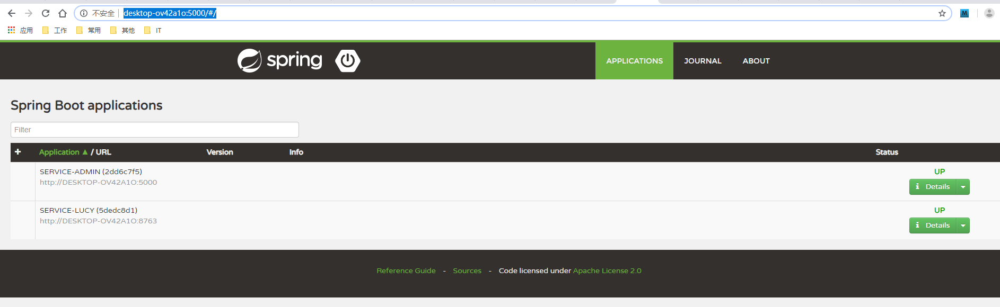 不安全 desktop-ov42a1o:5000/#/
M
应用 工作 常用 其他 IT
spring APPLICATIONS JOURNAL ABOUT
Spring Boot applications
Filter
Application ▲ / URL Version Info Status
SERVICE-ADMIN (2dd6c7f5) UP
http://DESKTOP-OV42A1O:5000 Details
SERVICE-LUCY (5dedc8d1) UP
http://DESKTOP-OV42A1O:8763 Details
Reference Guide - Sources - Code licensed under Apache License 2.0